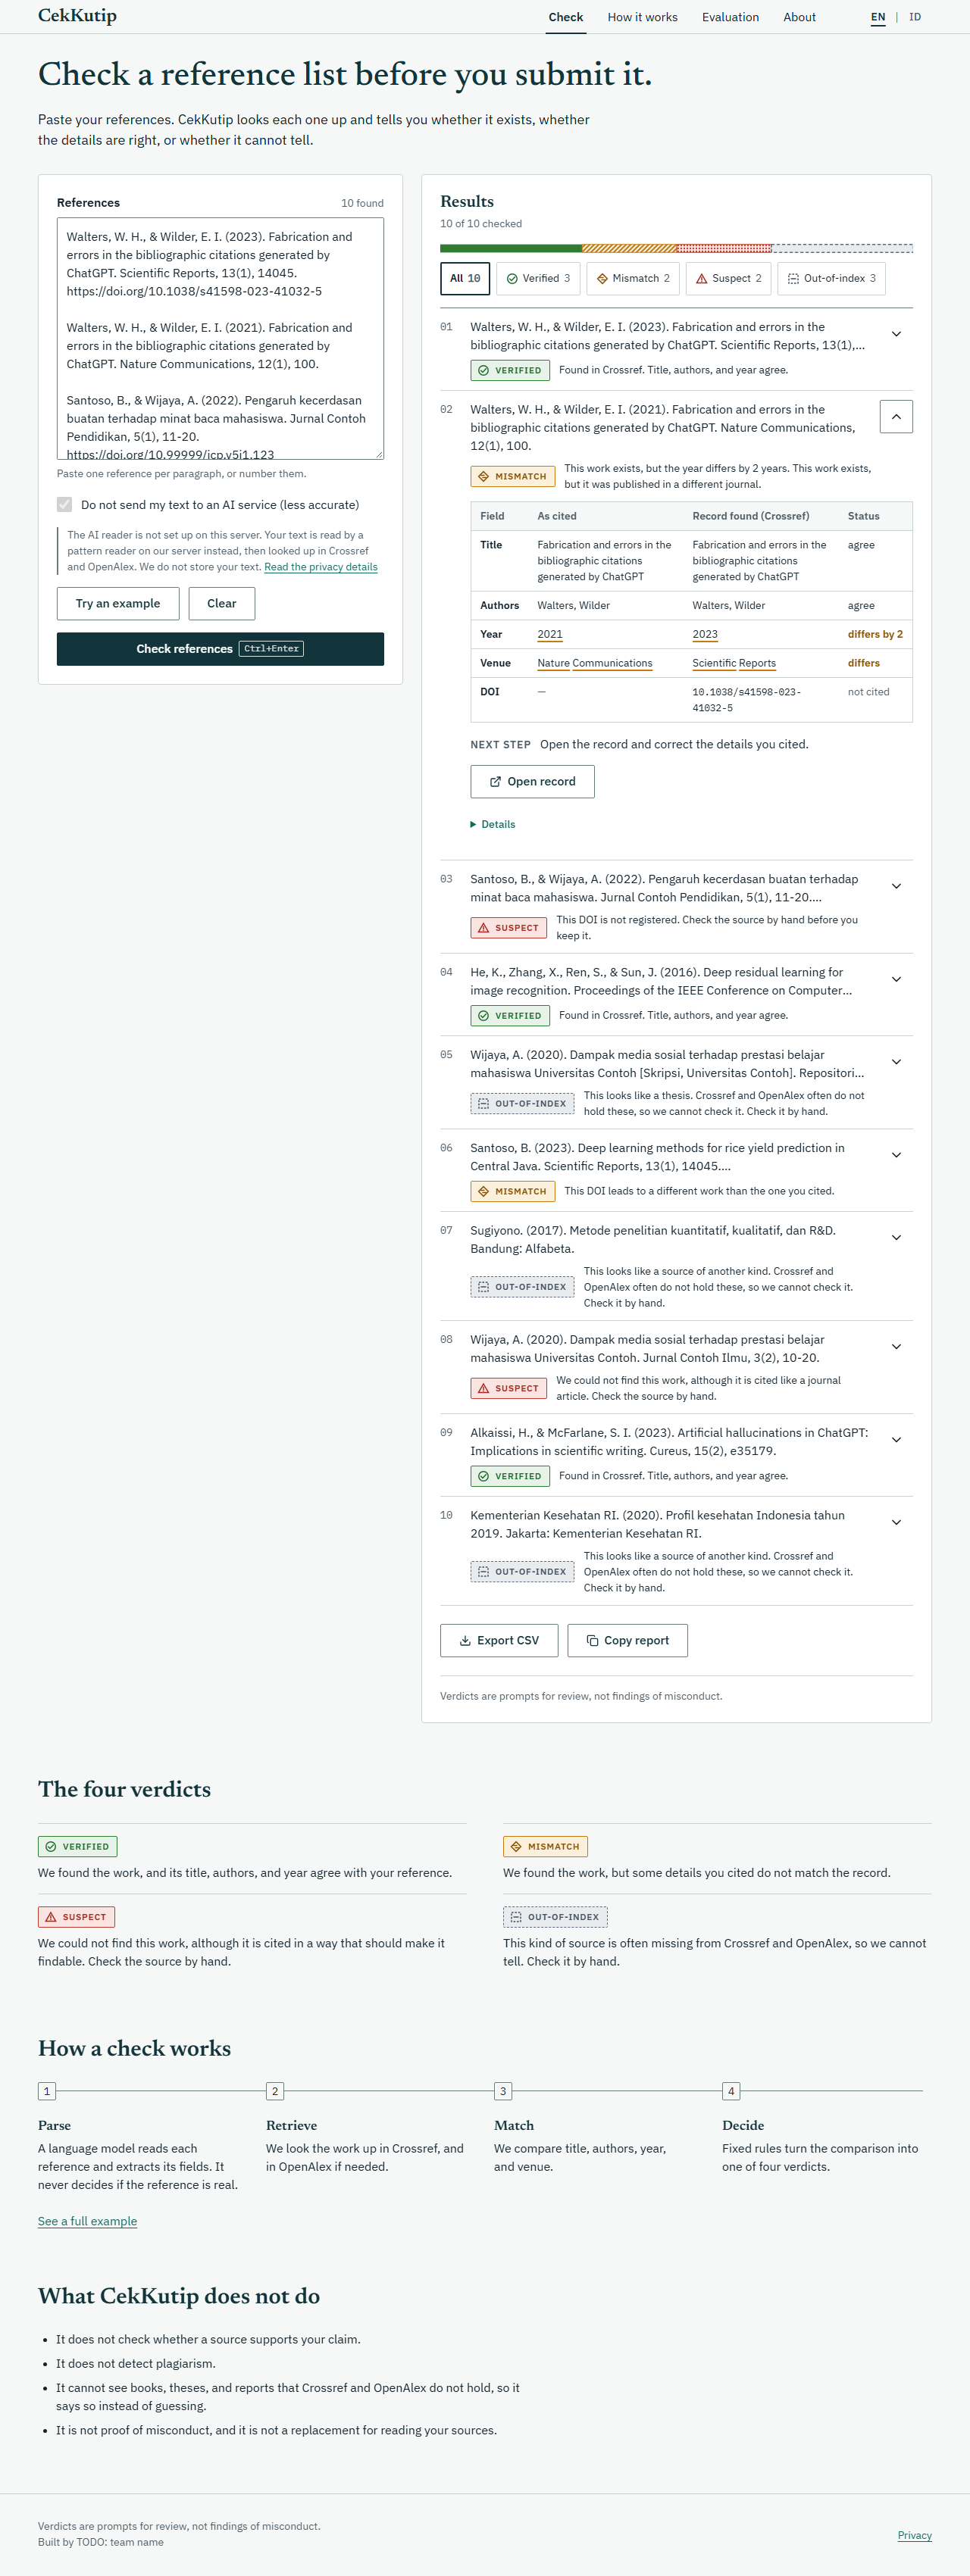 CekKutip
Check How it works Evaluation About EN | ID
Check a reference list before you submit it.
Paste your references. CekKutip looks each one up and tells you whether it exists, whether
the details are right, or whether it cannot tell.
References 10 found
Walters, W. H., & Wilder, E. I. (2023). Fabrication and
errors in the bibliographic citations generated by
ChatGPT. Scientific Reports, 13(1), 14045.
https://doi.org/10.1038/s41598-023-41032-5
Walters, W. H., & Wilder, E. I. (2021). Fabrication and
errors in the bibliographic citations generated by
ChatGPT. Nature Communications, 12(1), 100.
Santoso, B., & Wijaya, A. (2022). Pengaruh kecerdasan
buatan terhadap minat baca mahasiswa. Jurnal Contoh
Pendidikan, 5(1), 11-20.
https://doi.org/10.99999/jcp.v5i1.123
Paste one reference per paragraph, or number them.
Do not send my text to an AI service (less accurate)
The AI reader is not set up on this server. Your text is read by a
pattern reader on our server instead, then looked up in Crossref
and OpenAlex. We do not store your text. Read the privacy details
Try an example Clear
Check references Ctrl+Enter
Results
10 of 10 checked
All 10 Verified 3 Mismatch 2 Suspect 2 Out-of-index 3
01 Walters, W. H., & Wilder, E. I. (2023). Fabrication and errors in the
bibliographic citations generated by ChatGPT. Scientific Reports, 13(1),...
VERIFIED Found in Crossref. Title, authors, and year agree.
02 Walters, W. H., & Wilder, E. I. (2021). Fabrication and errors in the
bibliographic citations generated by ChatGPT. Nature Communications,
12(1), 100.
MISMATCH This work exists, but the year differs by 2 years. This work exists,
but it was published in a different journal.
Field As cited Record found (Crossref) Status
Title Fabrication and errors in the Fabrication and errors in the agree
bibliographic citations bibliographic citations
generated by ChatGPT generated by ChatGPT
Authors Walters, Wilder Walters, Wilder agree
Year 2021 2023 differs by 2
Venue Nature Communications Scientific Reports differs
DOI — 10.1038/s41598-023- not cited
41032-5
NEXT STEP Open the record and correct the details you cited.
Open record
Details
03 Santoso, B., & Wijaya, A. (2022). Pengaruh kecerdasan buatan terhadap
minat baca mahasiswa. Jurnal Contoh Pendidikan, 5(1), 11-20....
SUSPECT This DOI is not registered. Check the source by hand before you
keep it.
04 He, K., Zhang, X., Ren, S., & Sun, J. (2016). Deep residual learning for
image recognition. Proceedings of the IEEE Conference on Computer...
VERIFIED Found in Crossref. Title, authors, and year agree.
05 Wijaya, A. (2020). Dampak media sosial terhadap prestasi belajar
mahasiswa Universitas Contoh [Skripsi, Universitas Contoh]. Repositori...
OUT-OF-INDEX This looks like a thesis. Crossref and OpenAlex often do not
hold these, so we cannot check it. Check it by hand.
06 Santoso, B. (2023). Deep learning methods for rice yield prediction in
Central Java. Scientific Reports, 13(1), 14045....
MISMATCH This DOI leads to a different work than the one you cited.
07 Sugiyono. (2017). Metode penelitian kuantitatif, kualitatif, dan R&D.
Bandung: Alfabeta.
OUT-OF-INDEX This looks like a source of another kind. Crossref and
OpenAlex often do not hold these, so we cannot check it.
Check it by hand.
08 Wijaya, A. (2020). Dampak media sosial terhadap prestasi belajar
mahasiswa Universitas Contoh. Jurnal Contoh Ilmu, 3(2), 10-20.
SUSPECT We could not find this work, although it is cited like a journal
article. Check the source by hand.
09 Alkaissi, H., & McFarlane, S. I. (2023). Artificial hallucinations in ChatGPT:
Implications in scientific writing. Cureus, 15(2), e35179.
VERIFIED Found in Crossref. Title, authors, and year agree.
10 Kementerian Kesehatan RI. (2020). Profil kesehatan Indonesia tahun
2019. Jakarta: Kementerian Kesehatan RI.
OUT-OF-INDEX This looks like a source of another kind. Crossref and
OpenAlex often do not hold these, so we cannot check it.
Check it by hand.
Export CSV Copy report
Verdicts are prompts for review, not findings of misconduct.
The four verdicts
VERIFIED
We found the work, and its title, authors, and year agree with your reference.
MISMATCH
We found the work, but some details you cited do not match the record.
SUSPECT
We could not find this work, although it is cited in a way that should make it
findable. Check the source by hand.
OUT-OF-INDEX
This kind of source is often missing from Crossref and OpenAlex, so we cannot
tell. Check it by hand.
How a check works
1
Parse
A language model reads each
reference and extracts its fields. It
never decides if the reference is real.
2
Retrieve
We look the work up in Crossref, and
in OpenAlex if needed.
3
Match
We compare title, authors, year,
and venue.
4
Decide
Fixed rules turn the comparison into
one of four verdicts.
See a full example
What CekKutip does not do
• It does not check whether a source supports your claim.
• It does not detect plagiarism.
• It cannot see books, theses, and reports that Crossref and OpenAlex do not hold, so it
says so instead of guessing.
• It is not proof of misconduct, and it is not a replacement for reading your sources.
Verdicts are prompts for review, not findings of misconduct.
Built by TODO: team name
Privacy